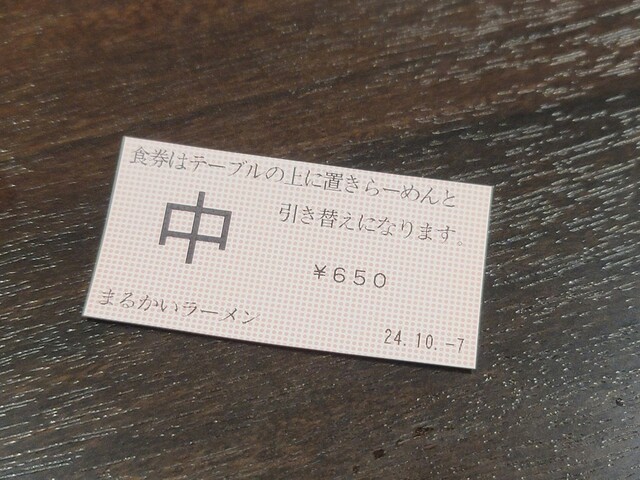 食券はテーブルの上に置きらーめんと
引き替えになります。
中
¥650
まるかいラーメン
24.10.-7